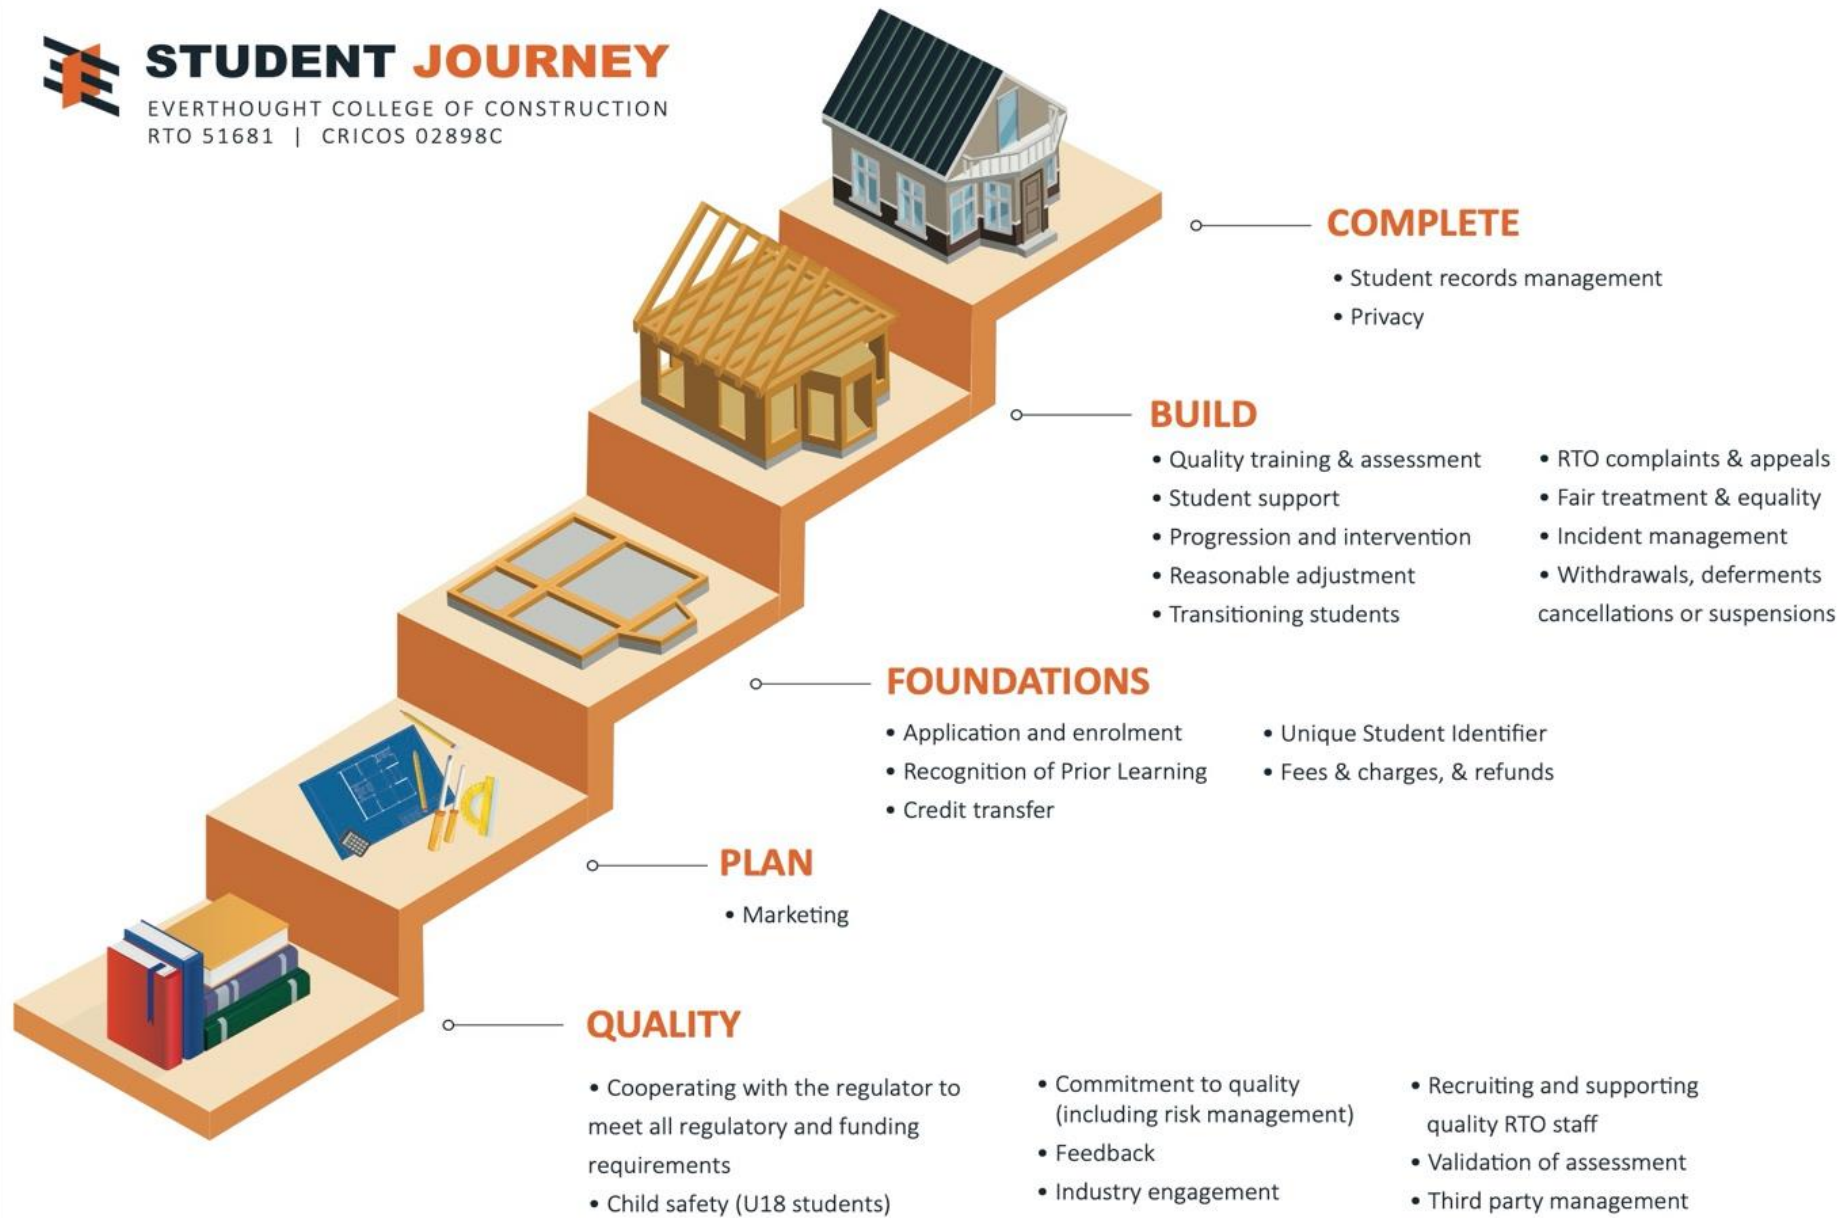 STUDENT JOURNEY
EVERTHOUGHT COLLEGE OF CONSTRUCTION
RTO 51681 | CRICOS 02898C
COMPLETE
• Student records management
• Privacy
BUILD
• Quality training & assessment
• Student support
• Progression and intervention
• Reasonable adjustment
• Transitioning students
• RTO complaints & appeals
• Fair treatment & equality
• Incident management
• Withdrawals, deferments
cancellations or suspensions
FOUNDATIONS
• Application and enrolment
• Recognition of Prior Learning
• Credit transfer
• Unique Student Identifier
• Fees & charges, & refunds
PLAN
• Marketing
QUALITY
• Cooperating with the regulator to
meet all regulatory and funding
requirements
• Child safety (U18 students)
• Commitment to quality
(including risk management)
• Feedback
• Industry engagement
• Recruiting and supporting
quality RTO staff
• Validation of assessment
• Third party management